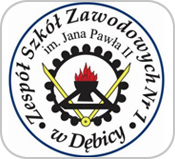 Zespół Szkół Zawodowych Nr 1
im. Jana Pawła II
w Dębicy